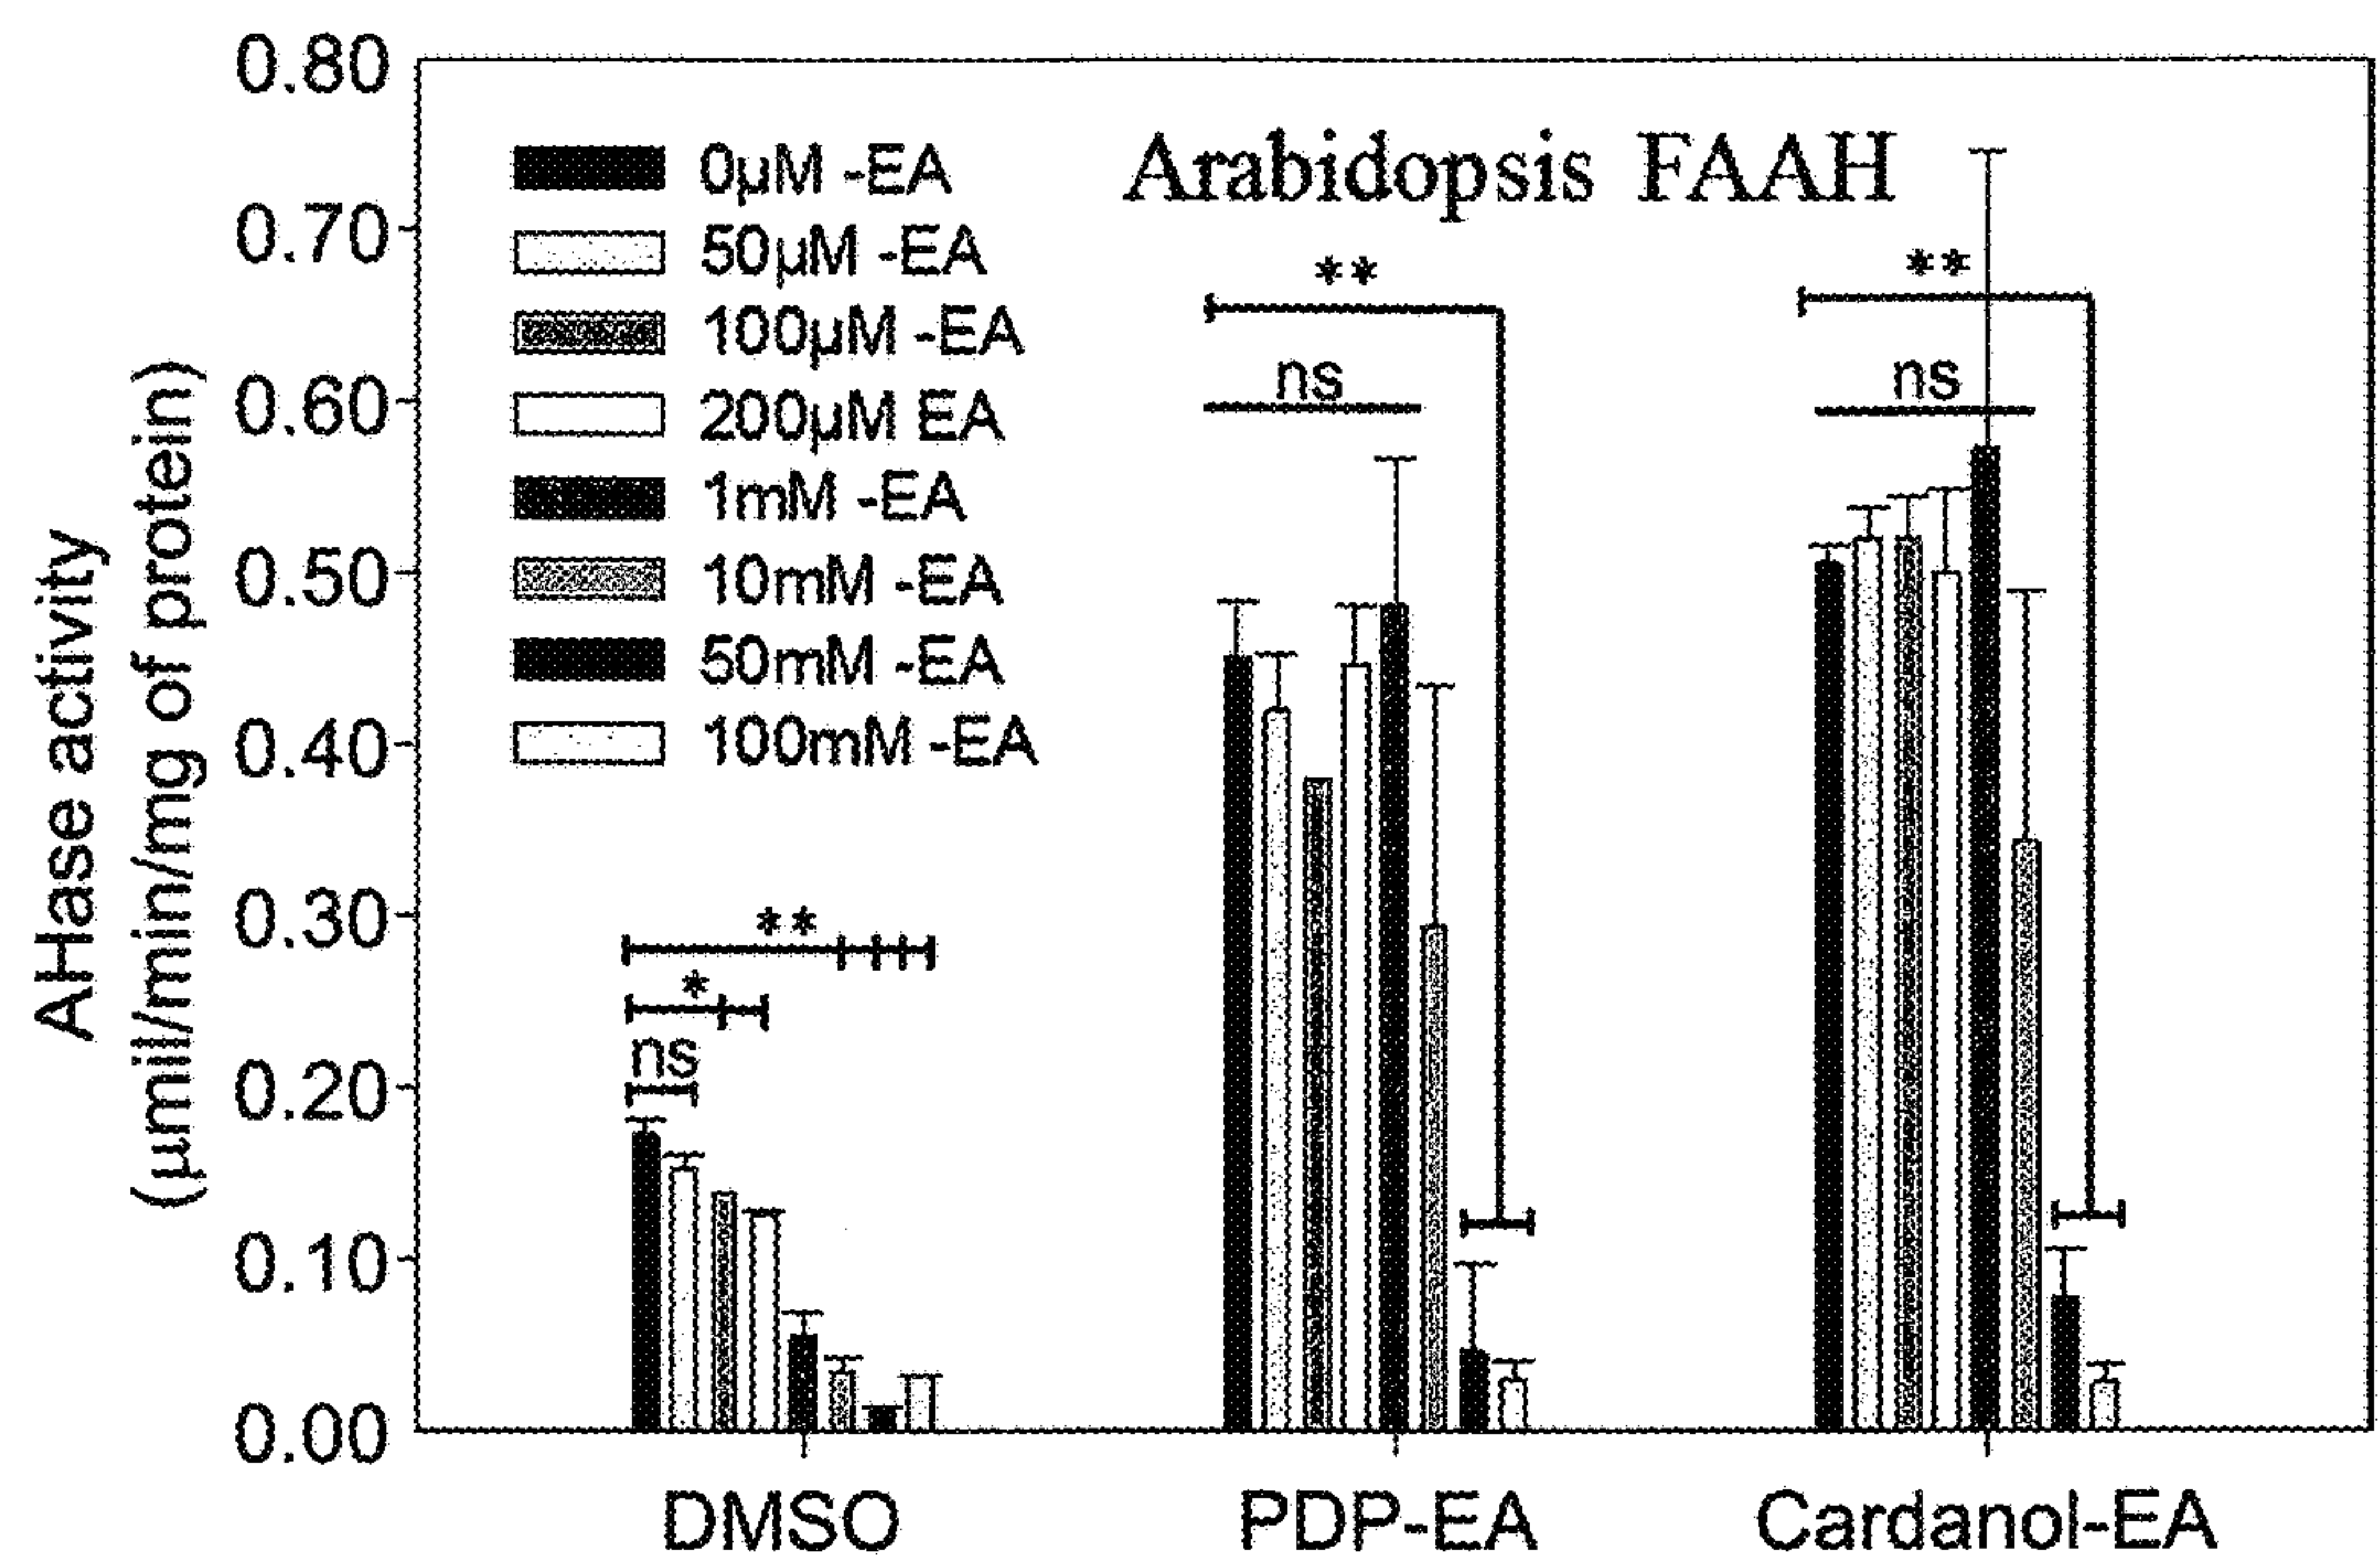 0.80
0.70
0.60
0.50
0.40
0.30
0.20
0.10
0.00
AHase activity
(µmil/min/mg of protein)
0µM -EA
50µM -EA
100µM -EA
200µM EA
1mM -EA
10mM -EA
50mM -EA
100mM -EA
Arabidopsis FAAH
**
*
ns
**
ns
**
ns
DMSO
PDP-EA
Cardanol-EA